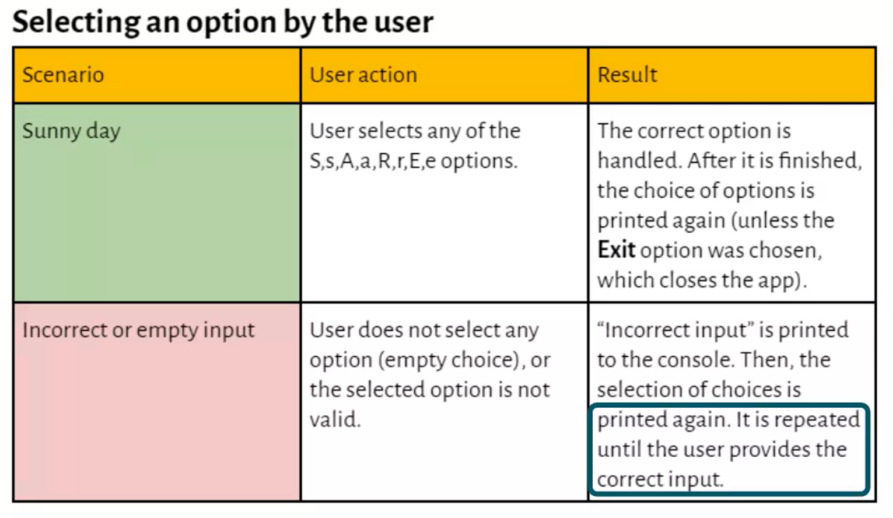 Selecting an option by the user
Scenario
User action
Result
Sunny day
User selects any of the
S,s,A,a,R,r,E,e options.
The correct option is
handled. After it is finished,
the choice of options is
printed again (unless the
Exit option was chosen,
which closes the app).
Incorrect or empty input
User does not select any
option (empty choice), or
the selected option is not
valid.
“Incorrect input” is printed
to the console. Then, the
selection of choices is
printed again. It is repeated
until the user provides the
correct input.